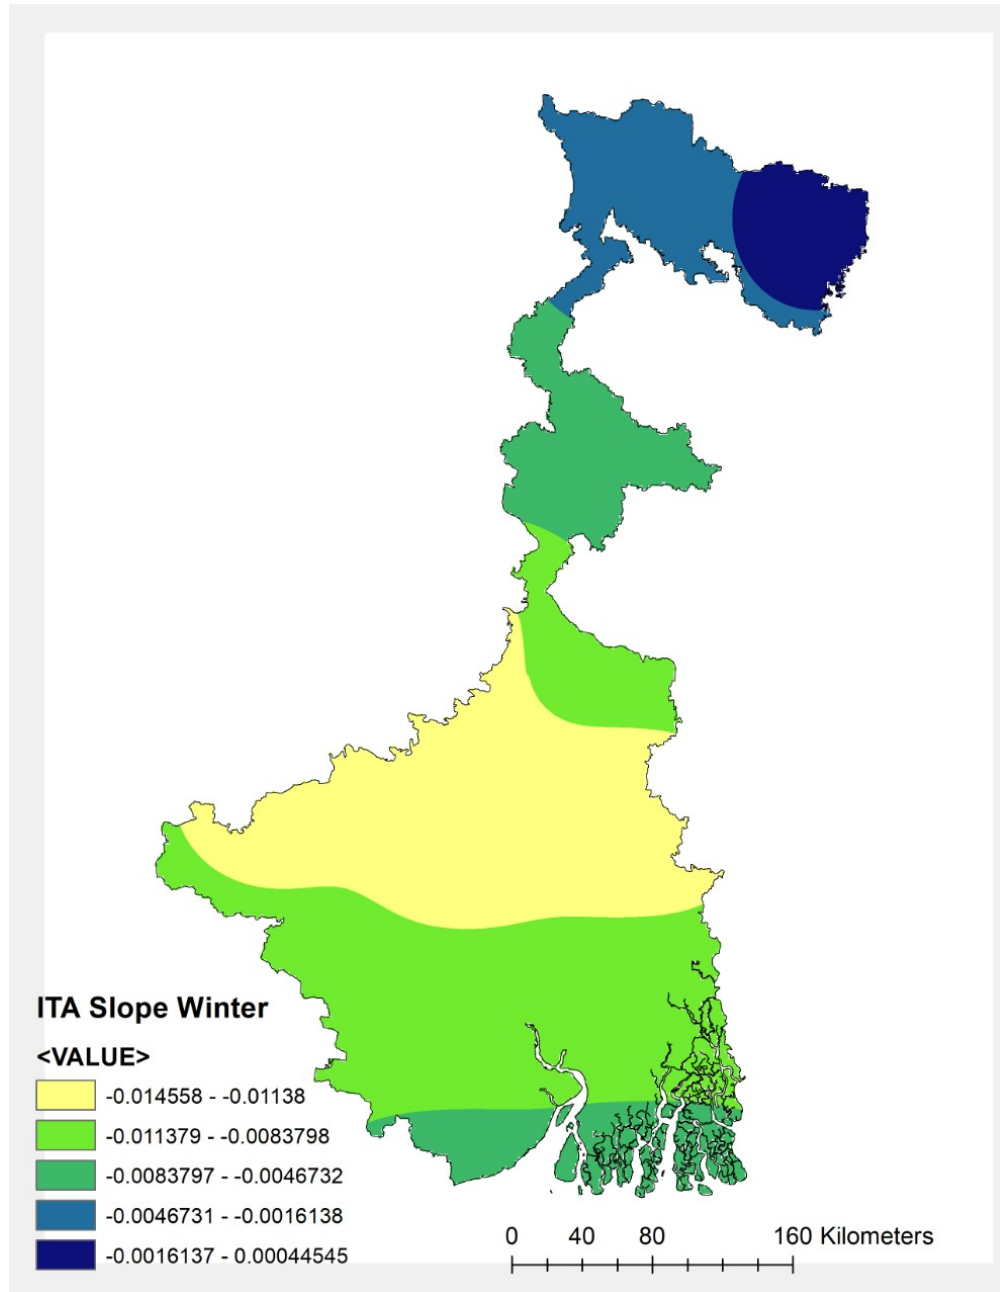 ITA Slope Winter
<VALUE>
-0.014558 - -0.01138
-0.011379 - -0.0083798
-0.0083797 - -0.0046732
-0.0046731 - -0.0016138
-0.0016137 - 0.00044545
0 40 80 160 Kilometers